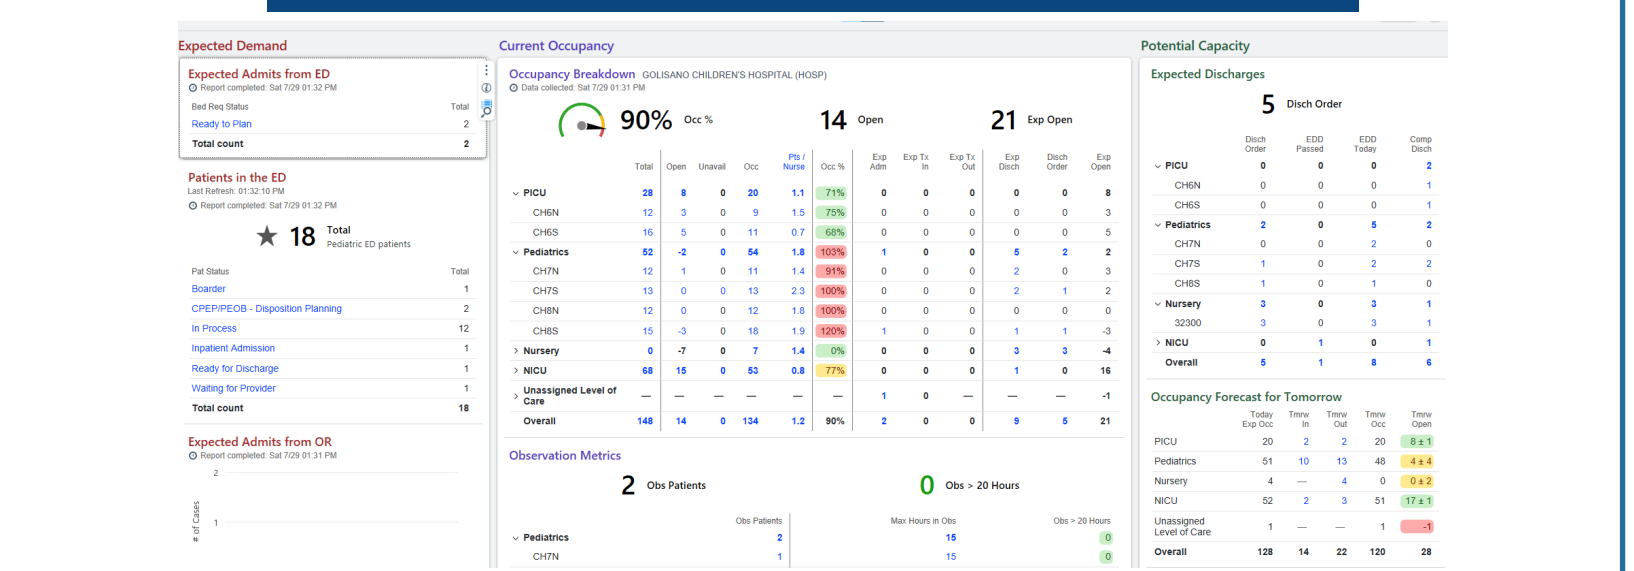 Expected Demand
Expected Admits from ED
Report completed: Sat 7/29 01:32 PM
Bed Req Status Total
Ready to Plan 2
Total count 2
Patients in the ED
Last Refresh: 01:32:10 PM
Report completed: Sat 7/29 01:32 PM
18 Total
Pediatric ED patients
Pat Status Total
Boarder 1
CPEP/PEOB - Disposition Planning 2
In Process 12
Inpatient Admission 1
Ready for Discharge 1
Waiting for Provider 1
Total count 18
Expected Admits from OR
Report completed: Sat 7/29 01:31 PM
2
1
# of Cases
Current Occupancy
Occupancy Breakdown GOLISANO CHILDREN'S HOSPITAL (HOSP)
Data collected: Sat 7/29 01:31 PM
90% Occ % 14 Open 21 Exp Open
Total Open Unavail Occ Pts / Nurse Occ % Exp Adm Exp Tx In Exp Tx Out Exp Disch Disch Order Exp Open
PICU 28 8 0 20 1.1 71% 0 0 0 0 0 8
CH6N 12 3 0 9 1.5 75% 0 0 0 0 0 3
CH6S 16 5 0 11 0.7 68% 0 0 0 0 0 5
Pediatrics 52 -2 0 54 1.8 103% 1 0 0 5 2 2
CH7N 12 1 0 11 1.4 91% 0 0 0 2 0 3
CH7S 13 0 0 13 2.3 100% 0 0 0 2 1 2
CH8N 12 0 0 12 1.8 100% 0 0 0 0 0 0
CH8S 15 -3 0 18 1.9 120% 1 0 0 1 1 -3
Nursery 0 -7 0 7 1.4 0% 0 0 0 3 3 -4
NICU 68 15 0 53 0.8 77% 0 0 0 1 0 16
Unassigned Level of
Care — — — — — — 1 0 — — — -1
Overall 148 14 0 134 1.2 90% 2 0 0 9 5 21
Observation Metrics
2 Obs Patients 0 Obs > 20 Hours
Obs Patients Max Hours in Obs Obs > 20 Hours
Pediatrics 2 15 0
CH7N 1 15 0
Potential Capacity
Expected Discharges
5 Disch Order
Disch Order EDD Passed EDD Today Comp Disch
PICU 0 0 0 2
CH6N 0 0 0 1
CH6S 0 0 0 1
Pediatrics 2 0 5 2
CH7N 0 0 2 0
CH7S 1 0 2 2
CH8S 1 0 1 0
Nursery 3 0 3 1
32300 3 0 3 1
NICU 0 1 0 1
Overall 5 1 8 6
Occupancy Forecast for Tomorrow
Today Exp Occ Tmrw In Tmrw Out Tmrw Occ Tmrw Open
PICU 20 2 2 20 8 ± 1
Pediatrics 51 10 13 48 4 ± 4
Nursery 4 — 4 0 0 ± 2
NICU 52 2 3 51 17 ± 1
Unassigned
Level of Care 1 — — 1 -1
Overall 128 14 22 120 28